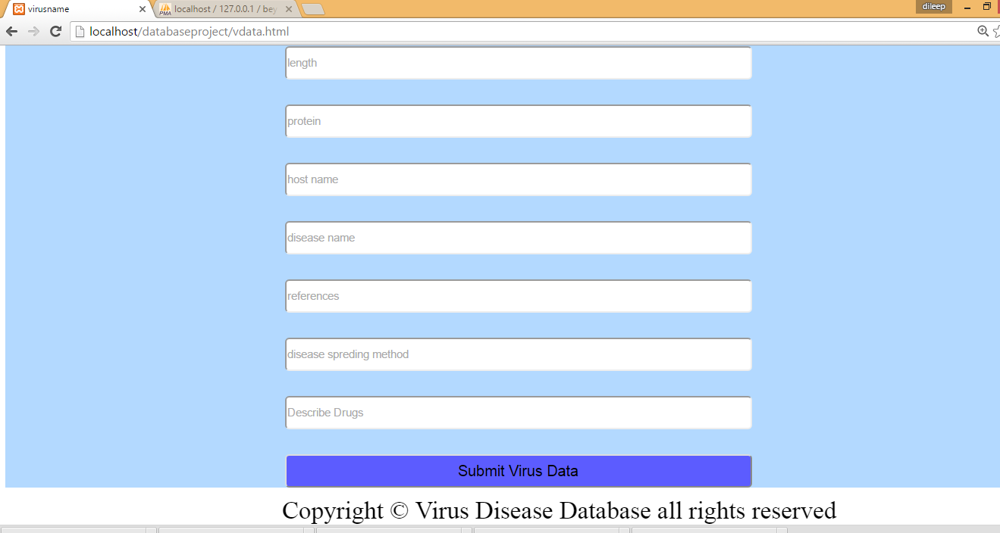 virusname
localhost / 127.0.0.1 / bey
dileep
localhost/databaseproject/vdata.html
length
protein
host name
disease name
references
disease spreding method
Describe Drugs
Submit Virus Data
Copyright © Virus Disease Database all rights reserved